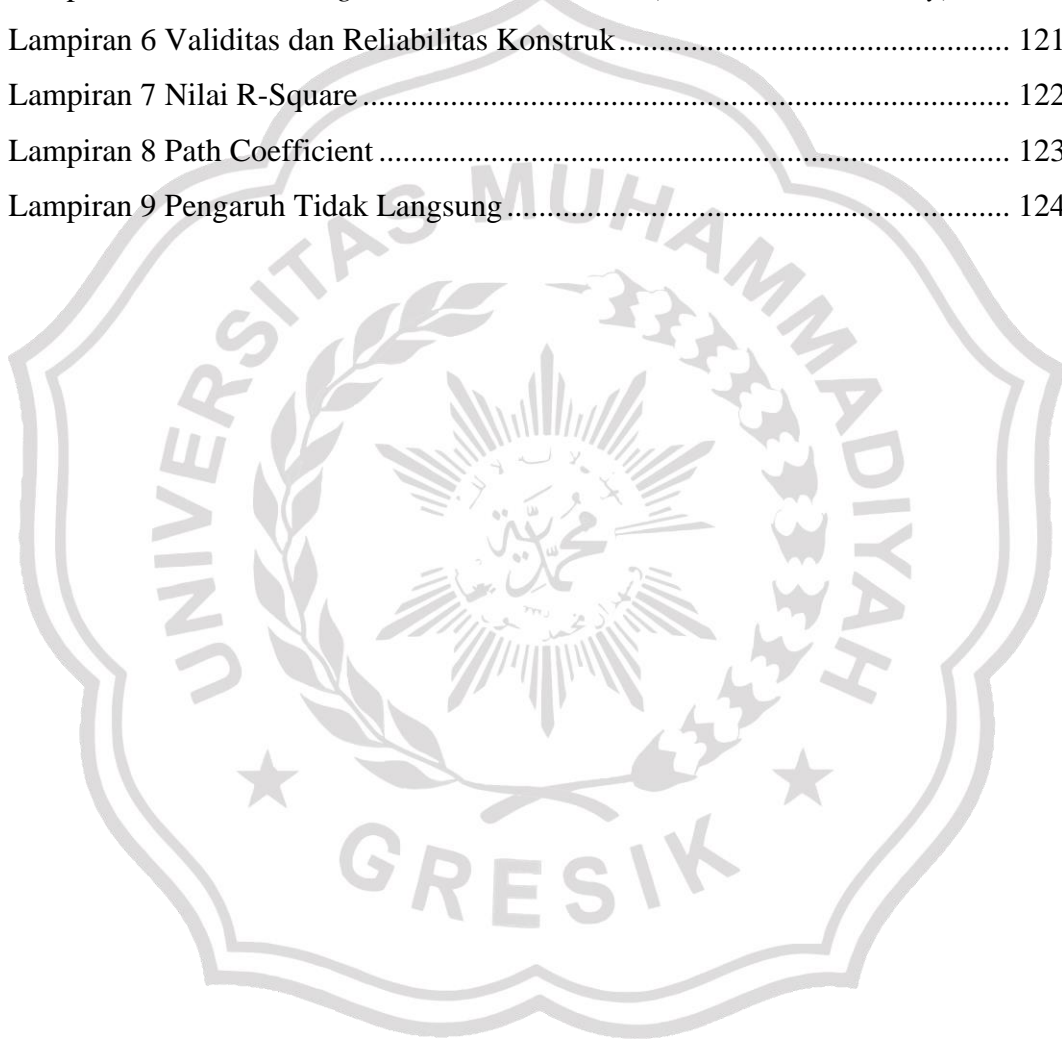 Lampiran 6 Validitas dan Reliabilitas Konstruk.................................................. 121
Lampiran 7 Nilai R-Square................................................................................... 122
Lampiran 8 Path Coefficient................................................................................. 123
Lampiran 9 Pengaruh Tidak Langsung................................................................. 124
UNIVERSITAS MUHAMMADIYAH
محمد
GRESIK